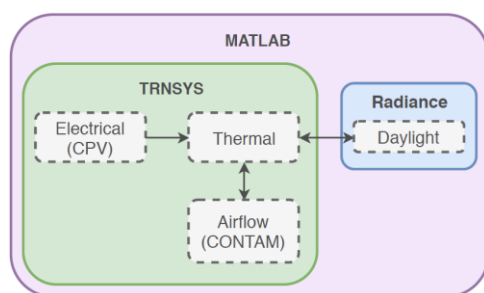 MATLAB
TRNSYS
Electrical
(CPV)
Thermal
Airflow
(CONTAM)
Radiance
Daylight